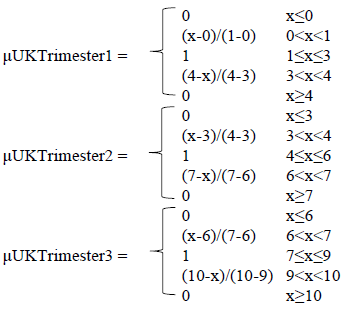 0 x≤0
(x-0)/(1-0) 0<x<1
μUKTrimester1 = 1 1≤x≤3
(4-x)/(4-3) 3<x<4
0 x≥4
0 x≤3
(x-3)/(4-3) 3<x<4
μUKTrimester2 = 1 4≤x≤6
(7-x)/(7-6) 6<x<7
0 x≥7
0 x≤6
(x-6)/(7-6) 6<x<7
μUKTrimester3 = 1 7≤x≤9
(10-x)/(10-9) 9<x<10
0 x≥10